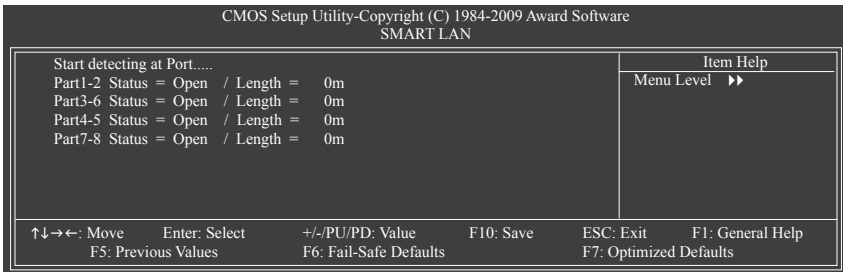 CMOS Setup Utility-Copyright (C) 1984-2009 Award Software
SMART LAN
Start detecting at Port.....
Part1-2 Status = Open / Length = 0m
Part3-6 Status = Open / Length = 0m
Part4-5 Status = Open / Length = 0m
Part7-8 Status = Open / Length = 0m
Item Help
Menu Level ▶▶
↑↓→←: Move Enter: Select +/-/PU/PD: Value F10: Save ESC: Exit F1: General Help
F5: Previous Values F6: Fail-Safe Defaults F7: Optimized Defaults